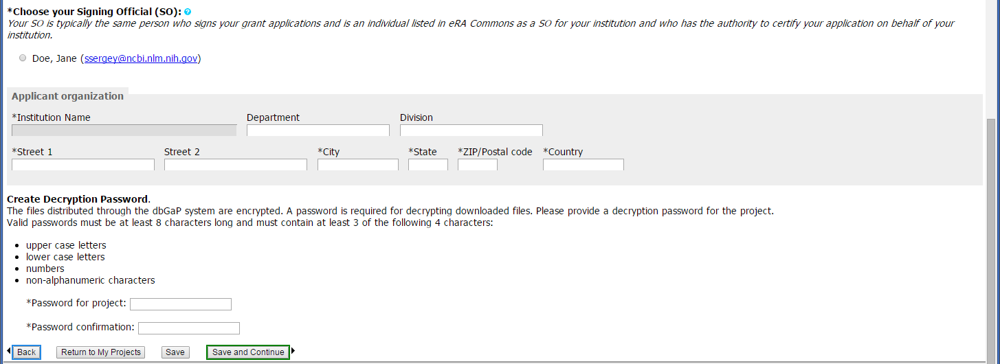 *Choose your Signing Official (SO): ?
Your SO is typically the same person who signs your grant applications and is an individual listed in eRA Commons as a SO for your institution and who has the authority to certify your application on behalf of your
institution.
Doe, Jane (ssergey@ncbi.nlm.nih.gov)
Applicant organization
*Institution Name Department Division
*Street 1 Street 2 *City *State *ZIP/Postal code *Country
Create Decryption Password.
The files distributed through the dbGaP system are encrypted. A password is required for decrypting downloaded files. Please provide a decryption password for the project.
Valid passwords must be at least 8 characters long and must contain at least 3 of the following 4 characters:
• upper case letters
• lower case letters
• numbers
• non-alphanumeric characters
*Password for project:
*Password confirmation:
Back Return to My Projects Save Save and Continue